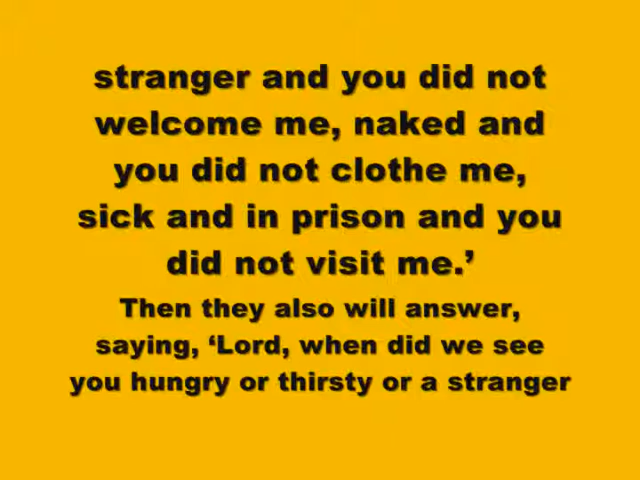 stranger and you did not
welcome me, naked and
you did not clothe me,
sick and in prison and you
did not visit me.’
Then they also will answer,
saying, ‘Lord, when did we see
you hungry or thirsty or a stranger